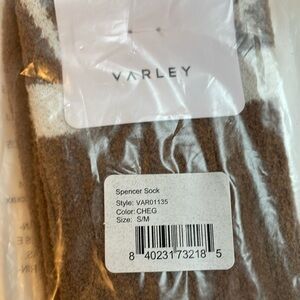 VARLEY
Spencer Sock
Style: VAR01135
Color: CHEG
Size: S/M
8 40231 73218 5